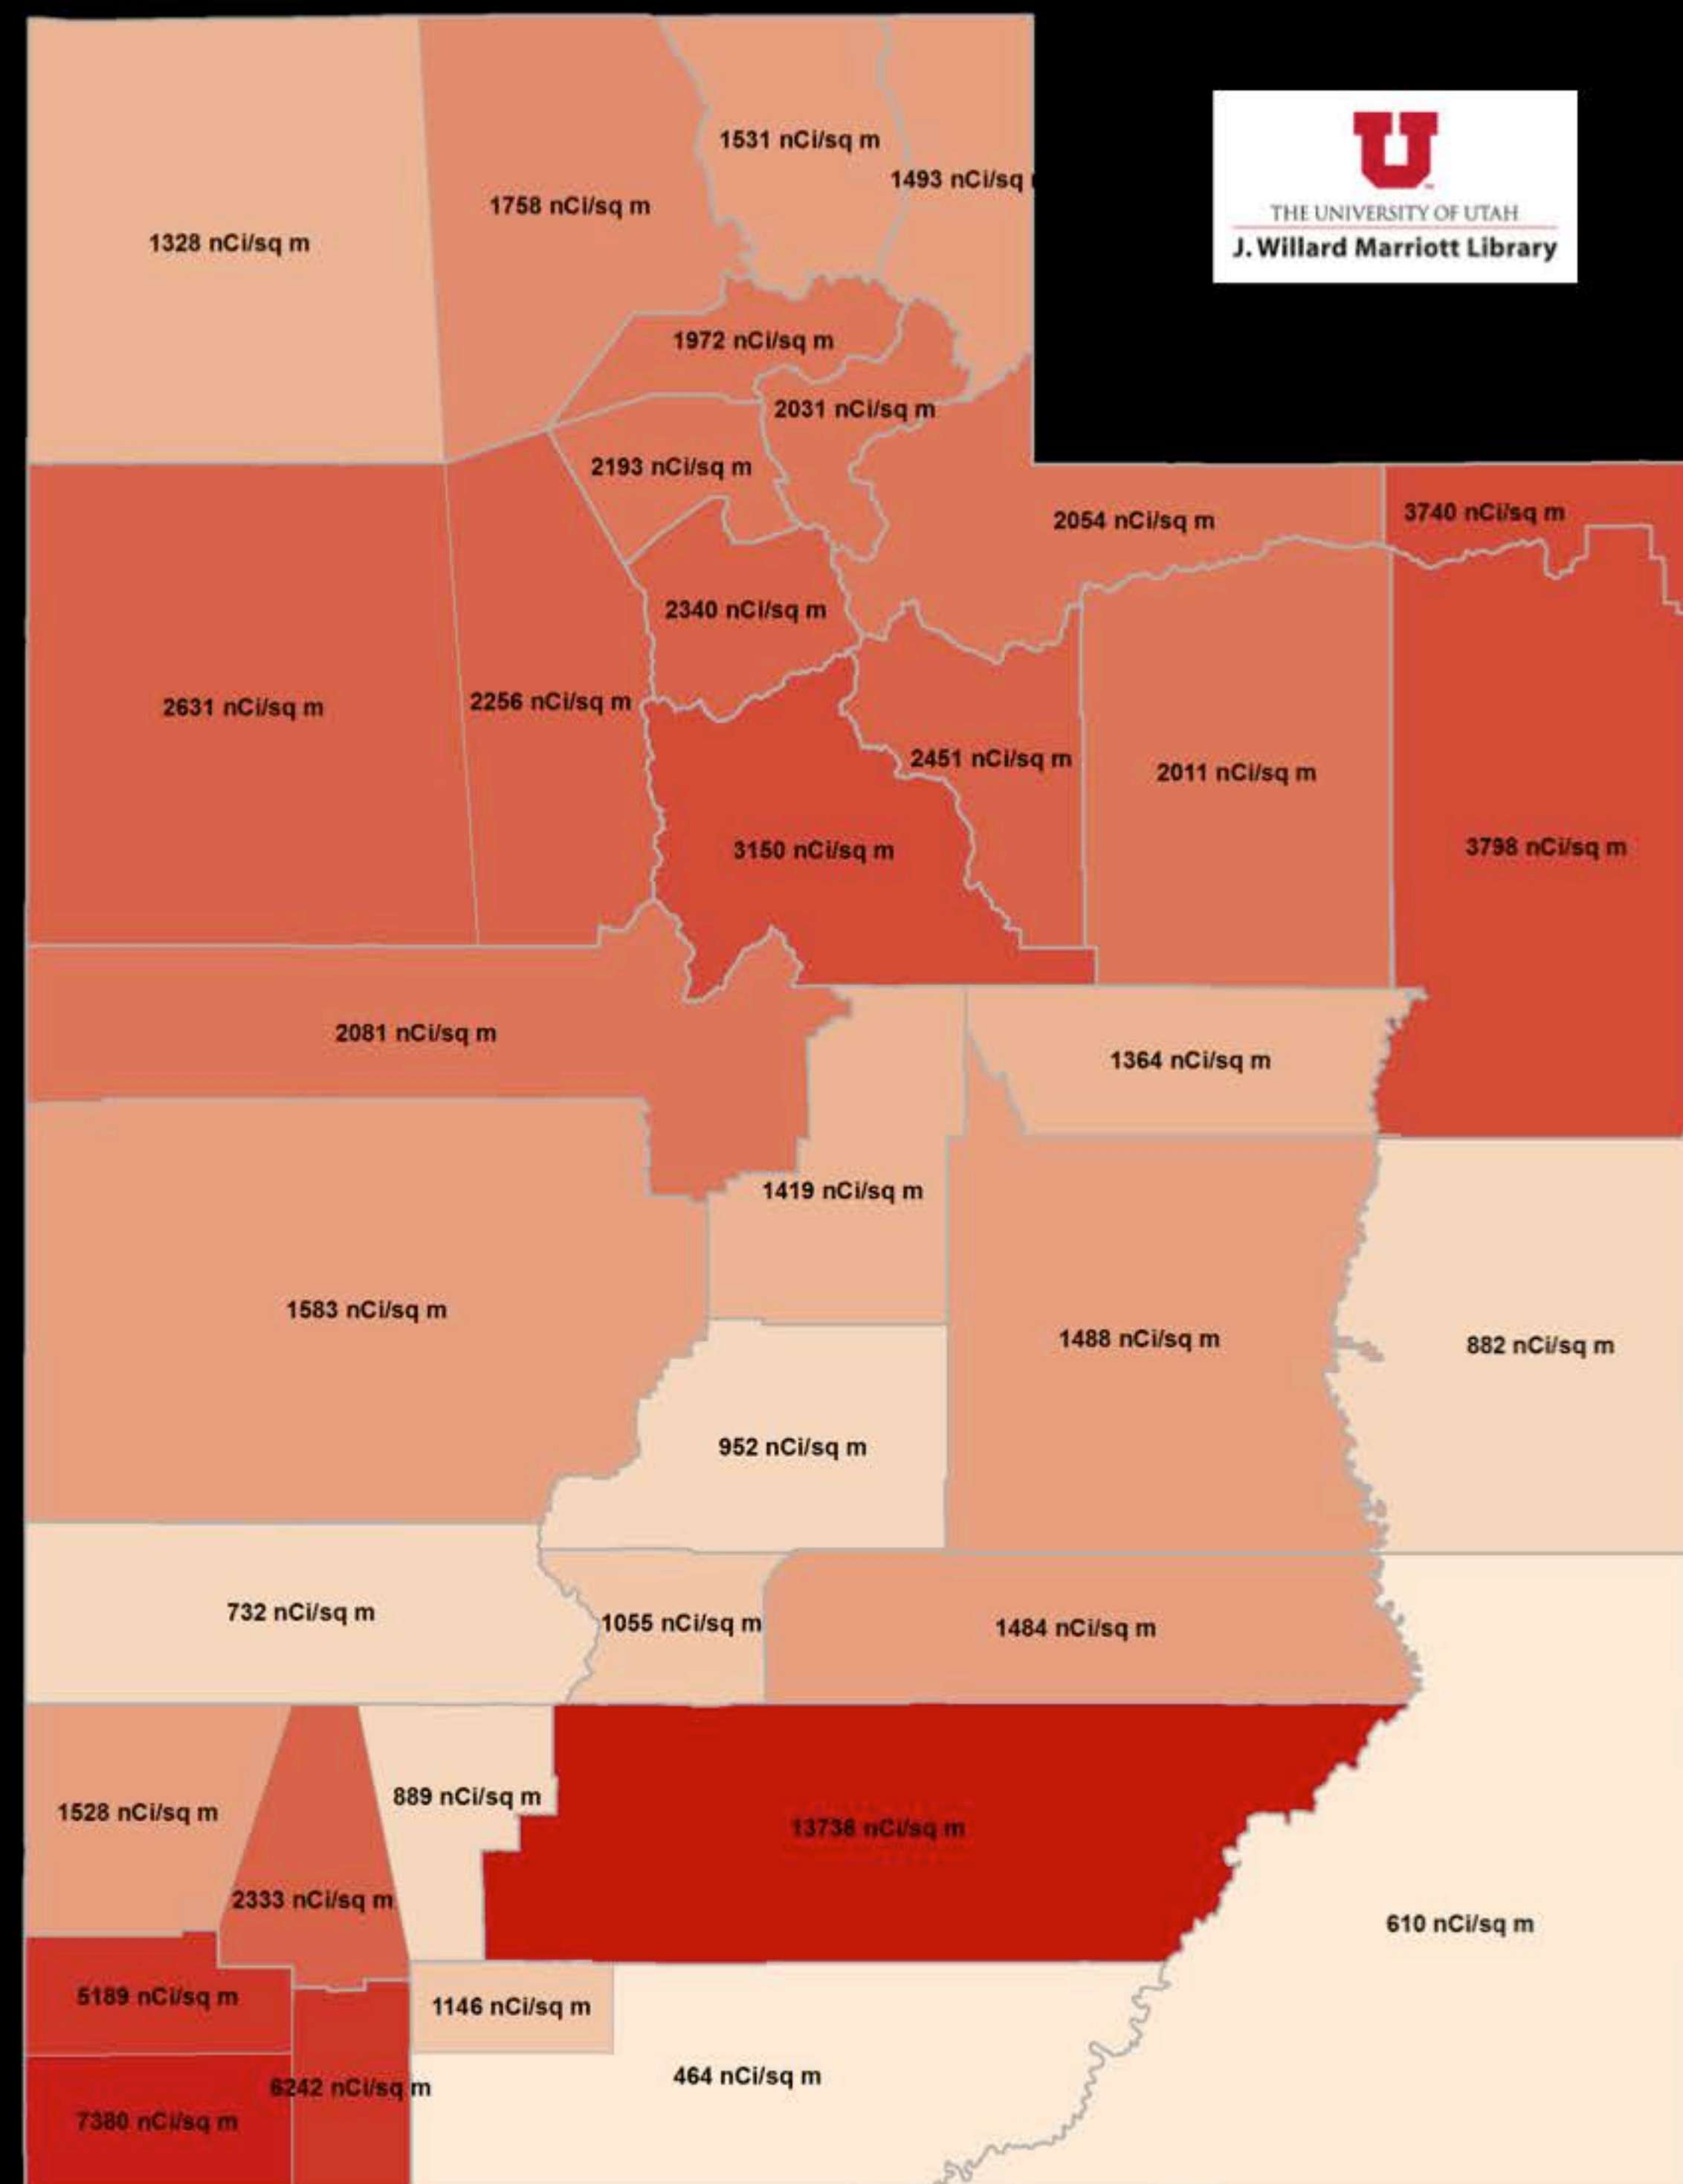 1531 nCi/sq m
1493 nCi/sq
1758 nCi/sq m
1328 nCi/sq m
THE UNIVERSITY OF UTAH
J. Willard Marriott Library
1972 nCi/sq m
2031 nCi/sq m
2193 nCi/sq m
2054 nCi/sq m
3740 nCi/sq m
2340 nCi/sq m
2631 nCi/sq m
2256 nCi/sq m
2451 nCi/sq m
2011 nCi/sq m
3150 nCi/sq m
3798 nCi/sq m
2081 nCi/sq m
1364 nCi/sq m
1419 nCi/sq m
1583 nCi/sq m
1488 nCi/sq m
882 nCi/sq m
952 nCi/sq m
732 nCi/sq m
1055 nCi/sq m
1484 nCi/sq m
889 nCi/sq m
1528 nCi/sq m
13736 nCi/sq m
2333 nCi/sq m
610 nCi/sq m
5189 nCi/sq m
1146 nCi/sq m
464 nCi/sq m
6242 nCi/sq m
7380 nCi/sq m